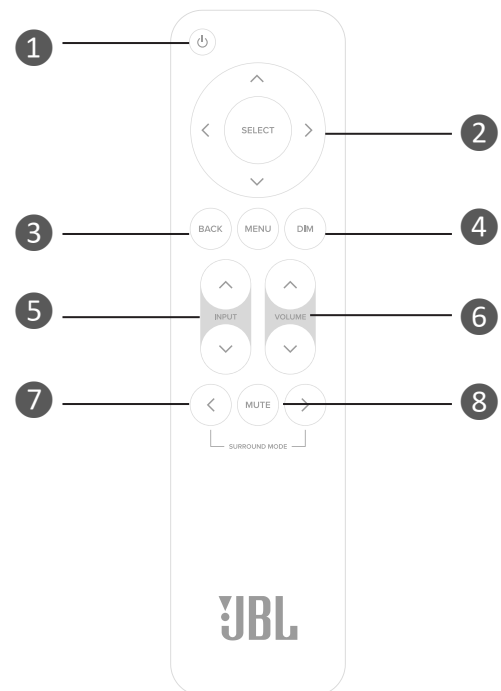 1
SELECT
2
BACK MENU DIM
3
4
INPUT VOLUME
5
6
7
MUTE
8
SURROUND MODE
JBL